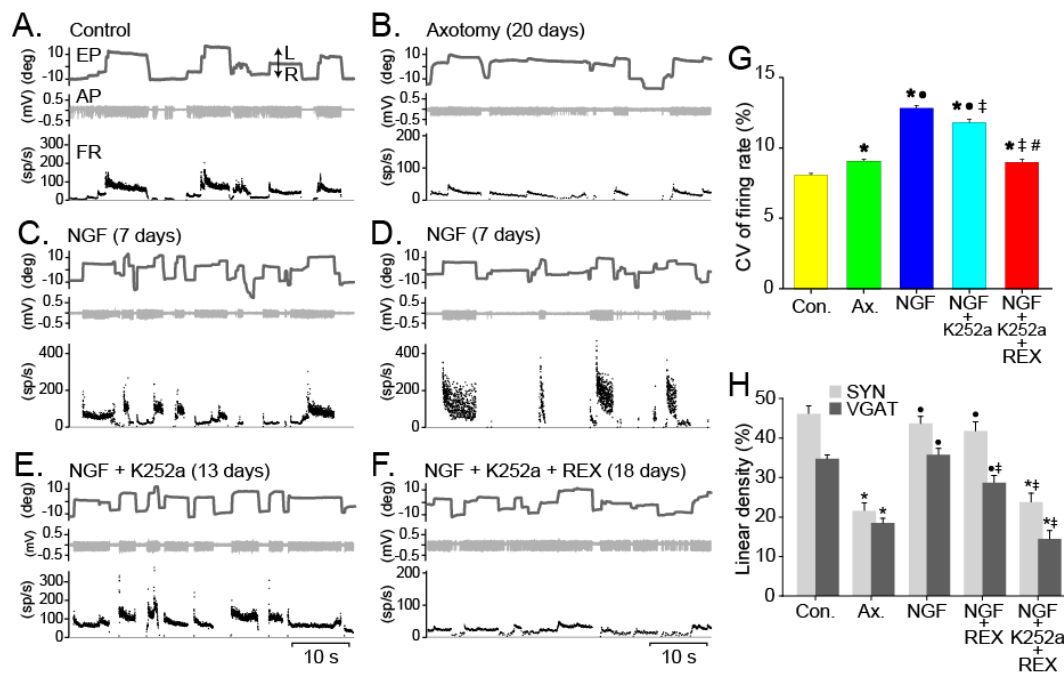 A. Control
EP
L
R
(deg)
10
-10
AP
(mV)
0.5
-0.5
FR
(sp/s)
300
200
100
0
B. Axotomy (20 days)
(deg)
10
-10
(mV)
0.5
-0.5
(sp/s)
200
100
0
C. NGF (7 days)
(deg)
10
-10
(mV)
0.5
-0.5
(sp/s)
400
200
0
D. NGF (7 days)
(deg)
10
-10
(mV)
0.5
-0.5
(sp/s)
400
200
0
E. NGF + K252a (13 days)
(deg)
10
-10
(mV)
0.5
-0.5
(sp/s)
300
200
100
0
10 s
F. NGF + K252a + REX (18 days)
(deg)
10
-10
(mV)
0.5
-0.5
(sp/s)
200
100
0
10 s
G
CV of firing rate (%)
15
10
5
0
*
*●
*●‡
*‡#
Con. Ax. NGF NGF NGF
+ +
K252a K252a
+
REX
H
SYN
VGAT
Linear density (%)
50
40
30
20
10
0
* *
● ●
● ●‡
*‡ *‡
Con. Ax. NGF NGF NGF
+ +
REX K252a
+
REX